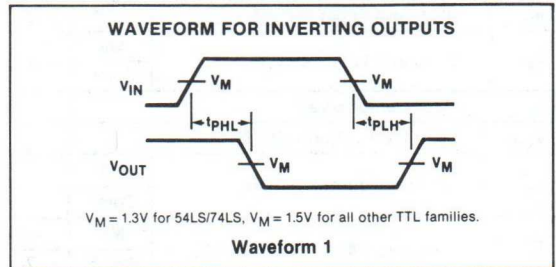 WAVEFORM FOR INVERTING OUTPUTS
VIN
VM
VM
tPHL
tPLH
VOUT
VM
VM
VM = 1.3V for 54LS/74LS, VM = 1.5V for all other TTL families.
Waveform 1